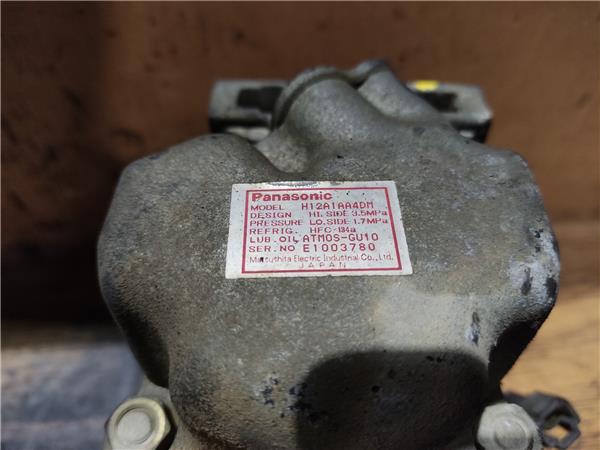 Panasonic
MODEL H12A1AA4DM
DESIGN HI.SIDE 3.5MPa
PRESSURE LO.SIDE 1.7MPa
REFRIG. HFC-134a
LUB.OIL ATMOS-GU10
SER.NO E1003780
Matsushita Electric Industrial Co., Ltd.
JAPAN